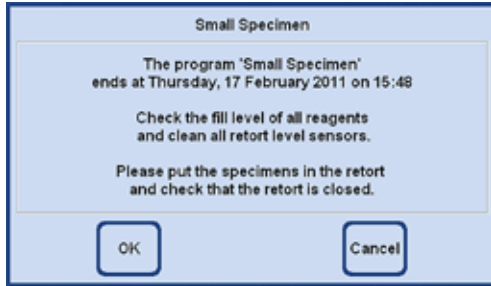 Small Specimen
The program 'Small Specimen'
ends at Thursday, 17 February 2011 on 15:48
Check the fill level of all reagents
and clean all retort level sensors.
Please put the specimens in the retort
and check that the retort is closed.
OK
Cancel